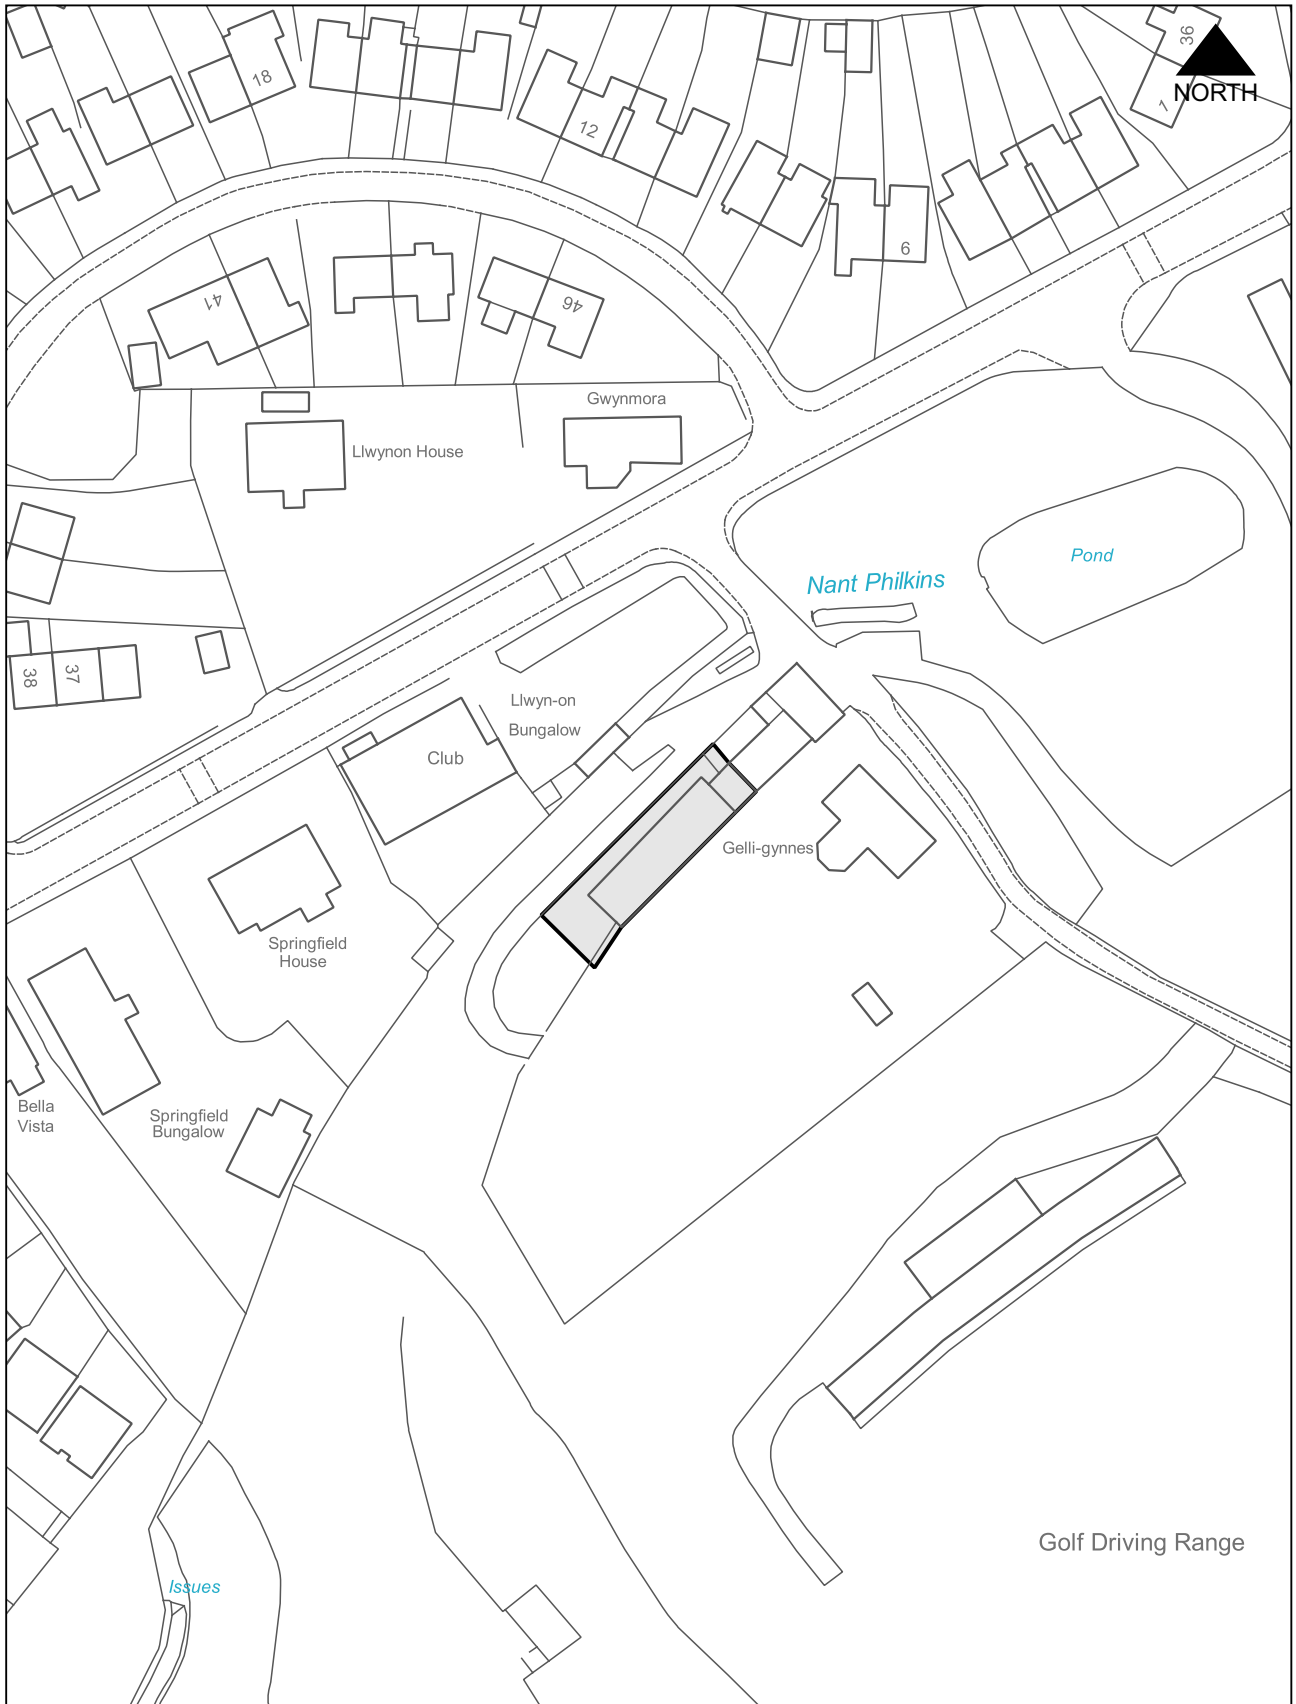 36
NORTH
1
18
12
6
41
46
Gwynmora
Llwynon House
Pond
Nant Philkins
38
37
Llwyn-on
Bungalow
Club
Gelli-gynnes
Springfield
House
Bella
Vista
Springfield
Bungalow
Golf Driving Range
Issues